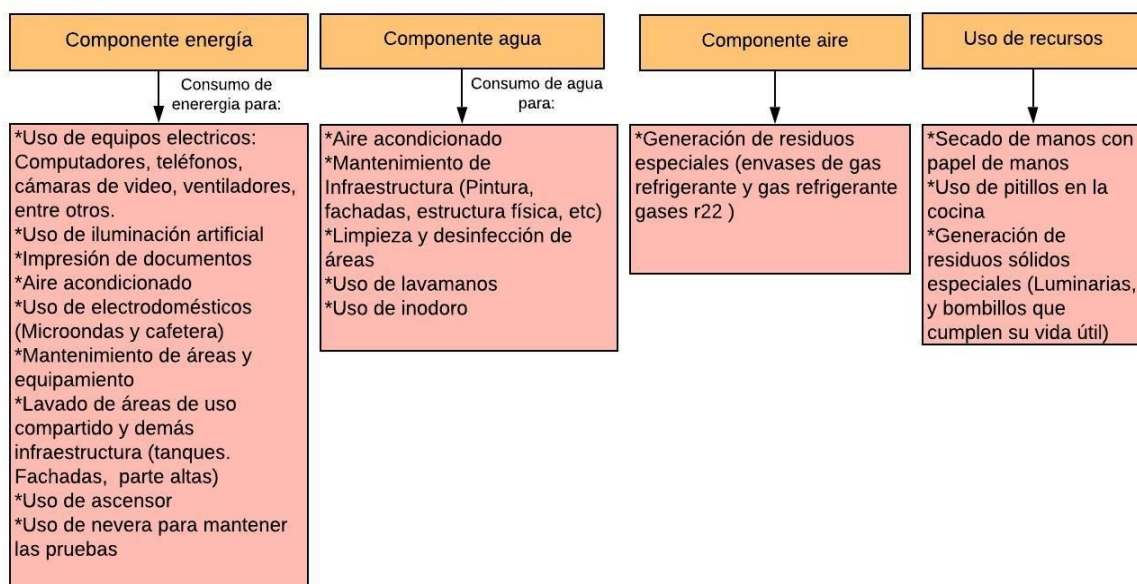 Componente energía
Consumo de
enerergia para:
*Uso de equipos electricos:
Computadores, teléfonos,
cámaras de video, ventiladores,
entre otros.
*Uso de iluminación artificial
*Impresión de documentos
*Aire acondicionado
*Uso de electrodomésticos
(Microondas y cafetera)
*Mantenimiento de áreas y
equipamiento
*Lavado de áreas de uso
compartido y demás
infraestructura (tanques.
Fachadas, parte altas)
*Uso de ascensor
*Uso de nevera para mantener
las pruebas
Componente agua
Consumo de agua
para:
*Aire acondicionado
*Mantenimiento de
Infraestructura (Pintura,
fachadas, estructura física, etc)
*Limpieza y desinfección de
áreas
*Uso de lavamanos
*Uso de inodoro
Componente aire
*Generación de residuos
especiales (envases de gas
refrigerante y gas refrigerante
gases r22 )
Uso de recursos
*Secado de manos con
papel de manos
*Uso de pitillos en la
cocina
*Generación de
residuos sólidos
especiales (Luminarias,
y bombillos que
cumplen su vida útil)